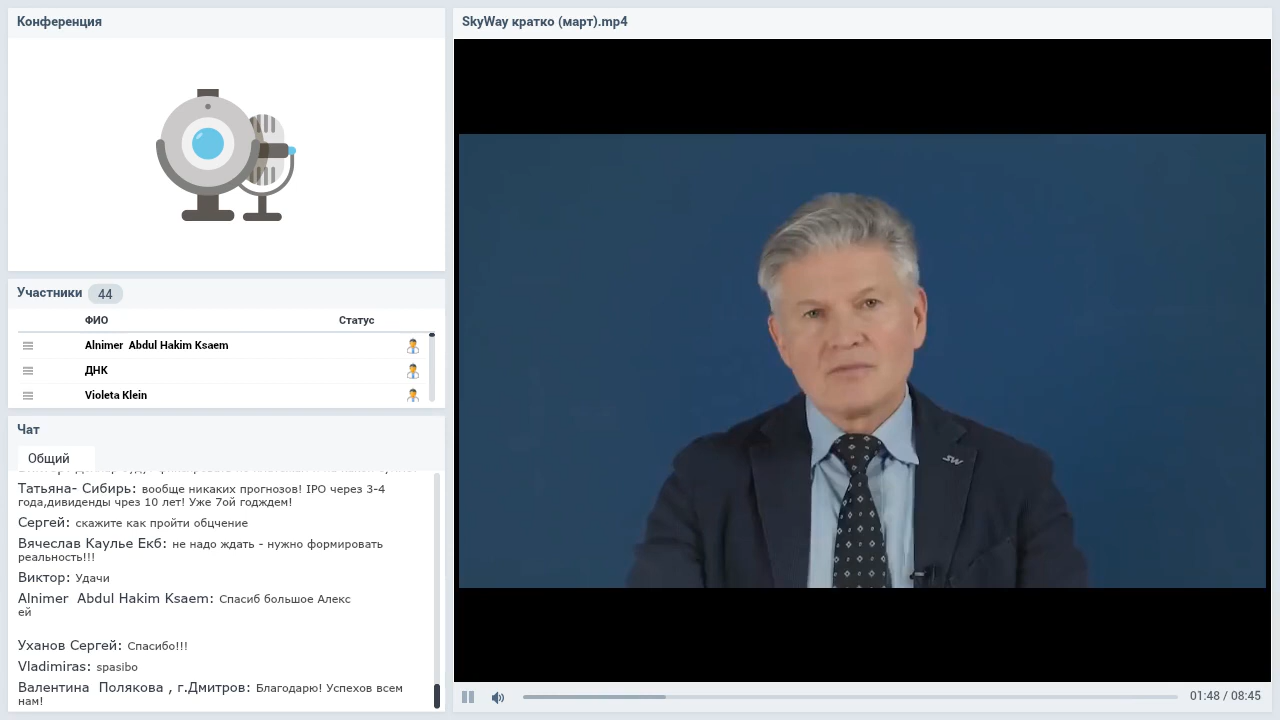 Конференция
SkyWay кратко (март).mp4
Участники 44
ФИО Статус
Alnimer Abdul Hakim Ksaem
ДНК
Violeta Klein
Чат
Общий
Татьяна- Сибирь: вообще никаких прогнозов! IPO через 3-4
года,дивиденды чрез 10 лет! Уже 7ой годждем!
Сергей: скажите как пройти обцчение
Вячеслав Каулье Екб: не надо ждать - нужно формировать
реальность!!!
Виктор: Удачи
Alnimer Abdul Hakim Ksaem: Спасиб большое Алекс
ей
Уханов Сергей: Спасибо!!!
Vladimiras: spasibo
Валентина Полякова , г.Дмитров: Благодарю! Успехов всем
нам!
SW
01:48 / 08:45